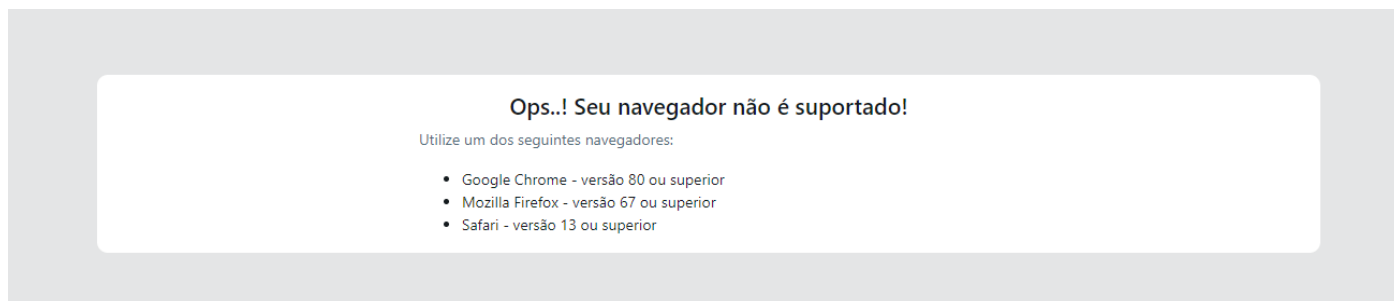 Ops..! Seu navegador não é suportado!
Utilize um dos seguintes navegadores:
• Google Chrome - versão 80 ou superior
• Mozilla Firefox - versão 67 ou superior
• Safari - versão 13 ou superior